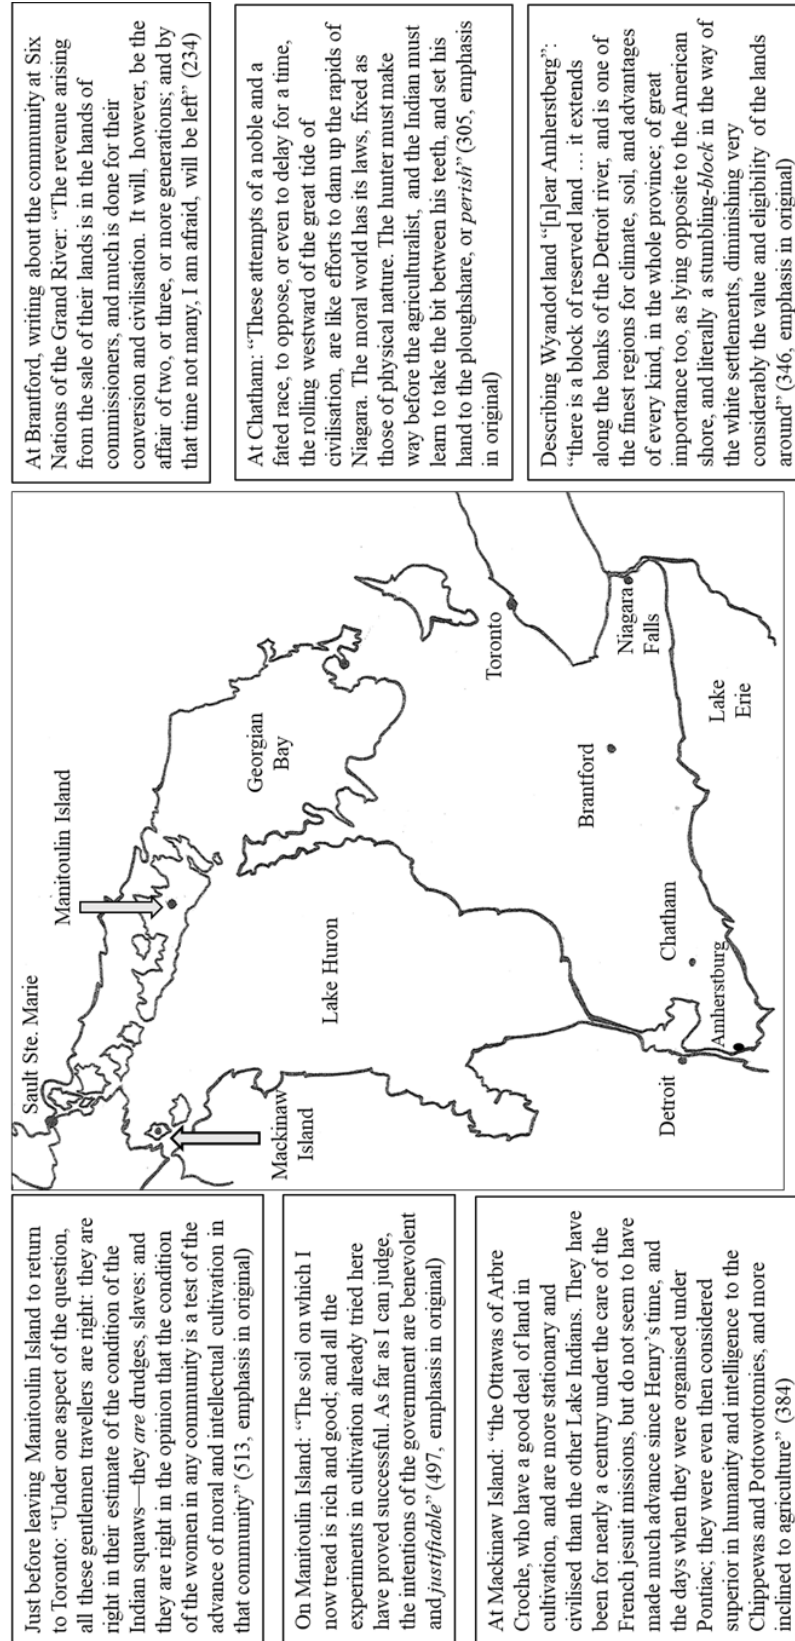 Just before leaving Manitoulin Island to return
to Toronto: “Under one aspect of the question,
all these gentlemen travellers are right: they are
right in their estimate of the condition of the
Indian squaws—they are drudges, slaves: and
they are right in the opinion that the condition
of the women in any community is a test of the
advance of moral and intellectual cultivation in
that community” (513, emphasis in original)
On Manitoulin Island: “The soil on which I
now tread is rich and good; and all the
experiments in cultivation already tried here
have proved successful. As far as I can judge,
the intentions of the government are benevolent
and justifiable” (497, emphasis in original)
At Mackinaw Island: “the Ottawas of Arbre
Croche, who have a good deal of land in
cultivation, and are more stationary and
civilised than the other Lake Indians. They have
been for nearly a century under the care of the
French jesuit missions, but do not seem to have
made much advance since Henry’s time, and
the days when they were organised under
Pontiac; they were even then considered
superior in humanity and intelligence to the
Chippewas and Pottowottomies, and more
inclined to agriculture” (384)
Sault Ste. Marie
Manitoulin Island
Georgian
Bay
Mackinaw
Island
Lake Huron
Toronto
Brantford
Niagara
Falls
Chatham
Detroit
Amherstburg
Lake
Erie
At Brantford, writing about the community at Six
Nations of the Grand River: “The revenue arising
from the sale of their lands is in the hands of
commissioners, and much is done for their
conversion and civilisation. It will, however, be the
affair of two, or three, or more generations; and by
that time not many, I am afraid, will be left” (234)
At Chatham: “These attempts of a noble and a
fated race, to oppose, or even to delay for a time,
the rolling westward of the great tide of
civilisation, are like efforts to dam up the rapids of
Niagara. The moral world has its laws, fixed as
those of physical nature. The hunter must make
way before the agriculturalist, and the Indian must
learn to take the bit between his teeth, and set his
hand to the ploughshare, or perish” (305, emphasis
in original)
Describing Wyandot land “[n]ear Amherstberg”:
“there is a block of reserved land … it extends
along the banks of the Detroit river, and is one of
the finest regions for climate, soil, and advantages
of every kind, in the whole province; of great
importance too, as lying opposite to the American
shore, and literally a stumbling-block in the way of
the white settlements, diminishing very
considerably the value and eligibility of the lands
around” (346, emphasis in original)